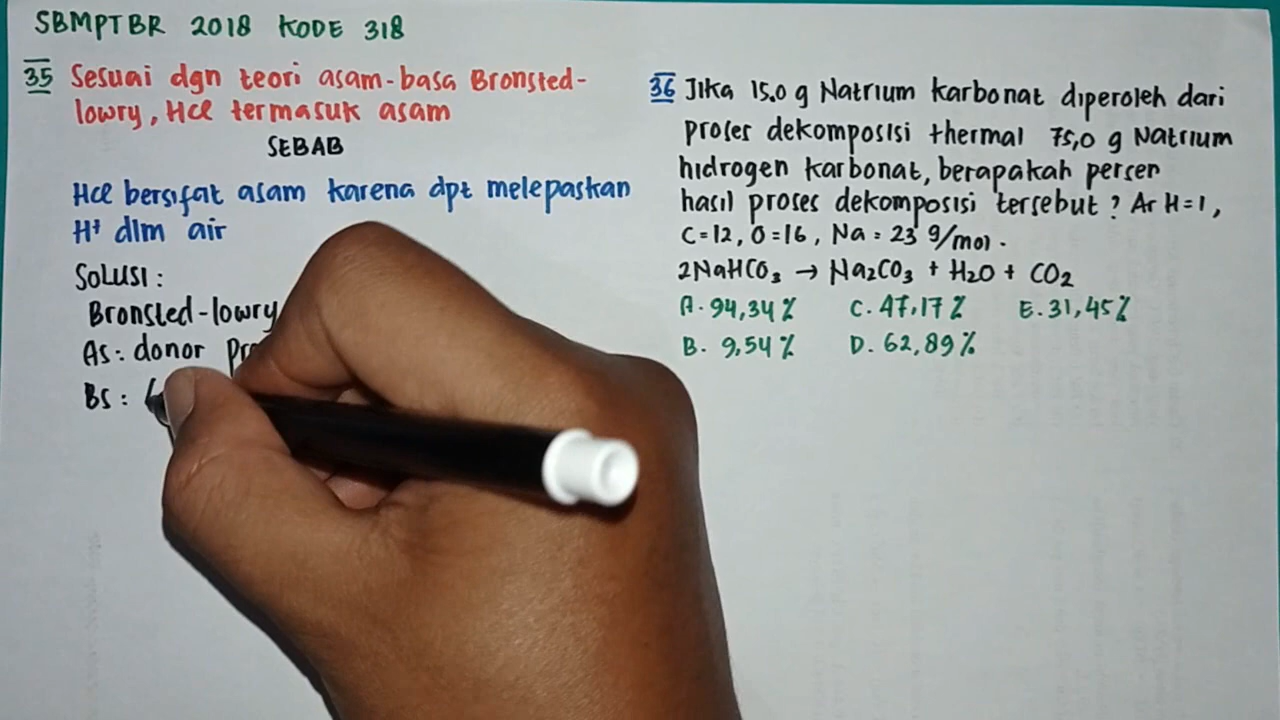 SBMPTBR 2018 KODE 318
35 Sesuai dgn teori asam-basa Bronsted-
lowry, Hcl termasuk asam
SEBAB
Hcl bersifat asam karena dpt melepaskan
H⁺ dlm air
SOLUSI:
Bronsted-lowry
As: donor
BS:
36 Jika 15.0 g Natrium karbonat diperoleh dari
proses dekomposisi thermal 75,0 g Natrium
hidrogen karbonat, berapakah persen
hasil proses dekomposisi tersebut? Ar H=1,
C=12, O=16, Na=23 g/mol.
2NaHCO₃ → Na₂CO₃ + H₂O + CO₂
A. 94,34% C. 47,17% E. 31,45%
B. 9,54% D. 62,89%